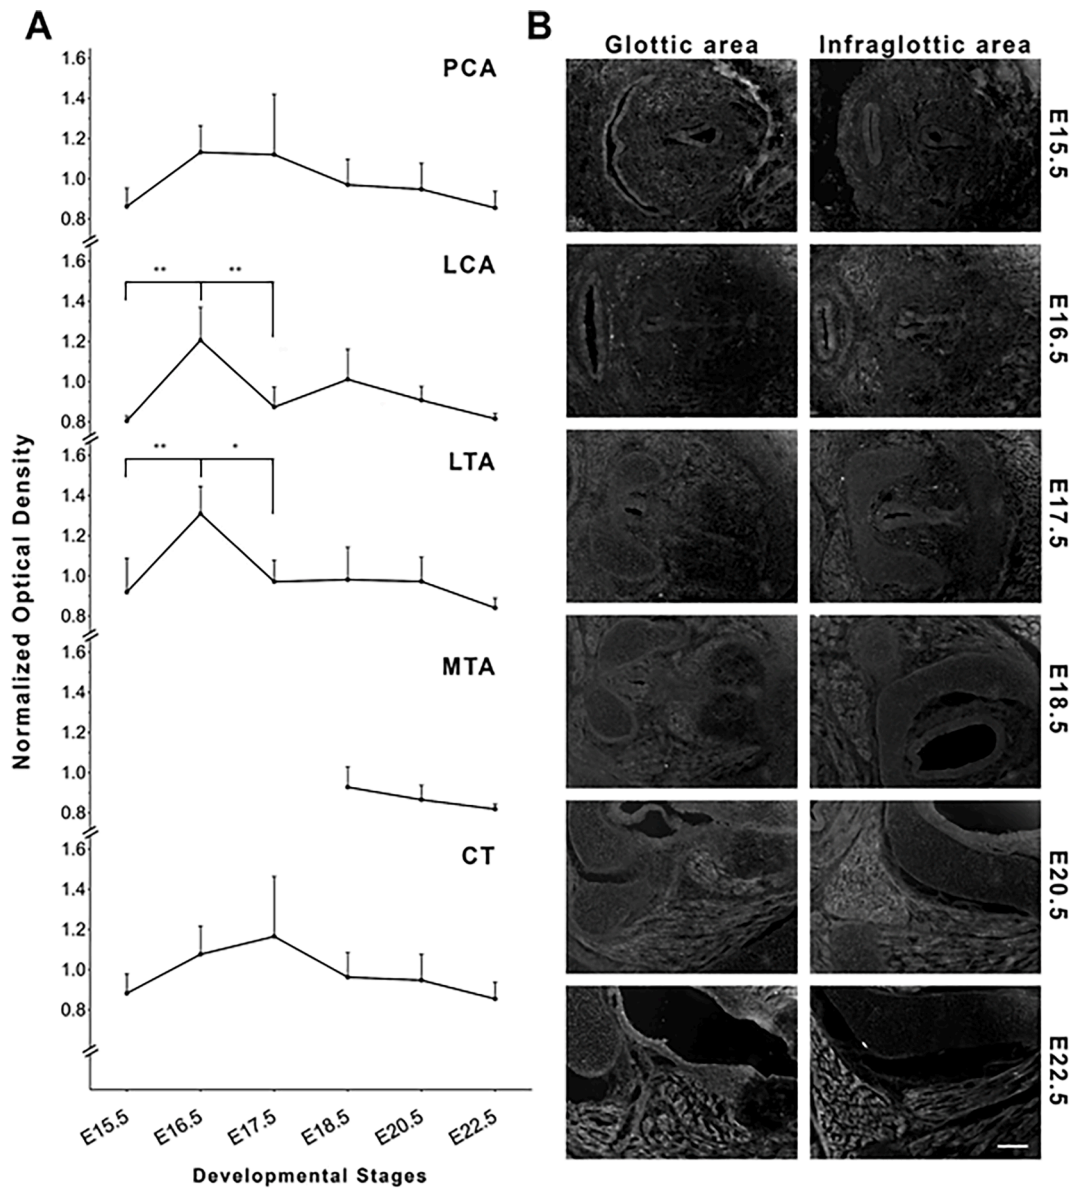 A
B
Glottic area
Infraglottic area
PCA
1.6
1.4
1.2
1.0
0.8
LCA
1.6
** **
1.4
1.2
1.0
0.8
LTA
1.6
** *
1.4
1.2
1.0
0.8
MTA
1.6
1.4
1.2
1.0
0.8
CT
1.6
1.4
1.2
1.0
0.8
Normalized Optical Density
E15.5 E16.5 E17.5 E18.5 E20.5 E22.5
Developmental Stages
E15.5
E16.5
E17.5
E18.5
E20.5
E22.5